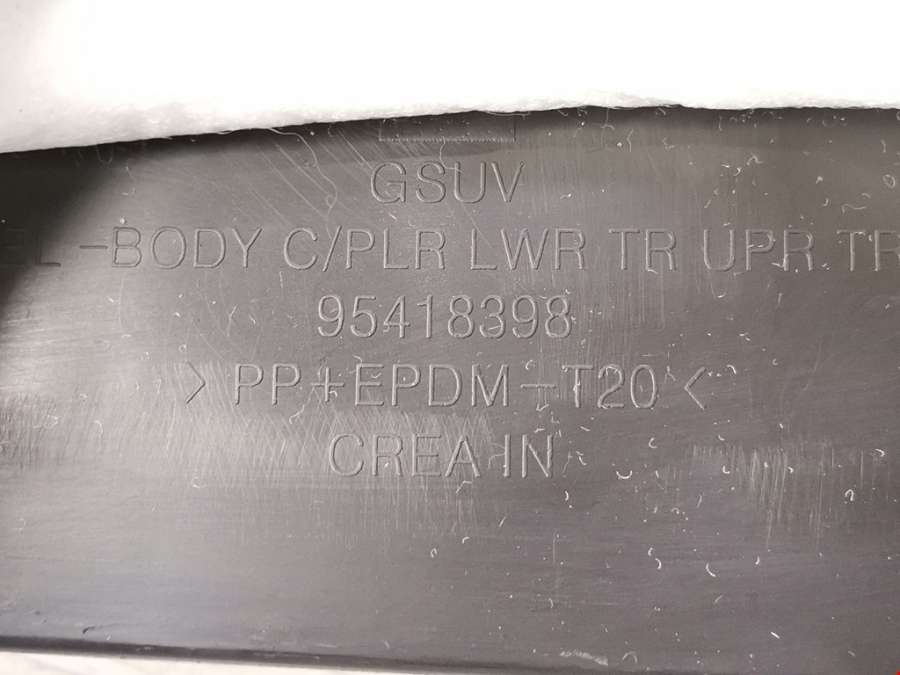 GSUV
EL-BODY C/PLR LWR TR UPR TR
95418398
>PP+EPDM-T20<
CREA IN